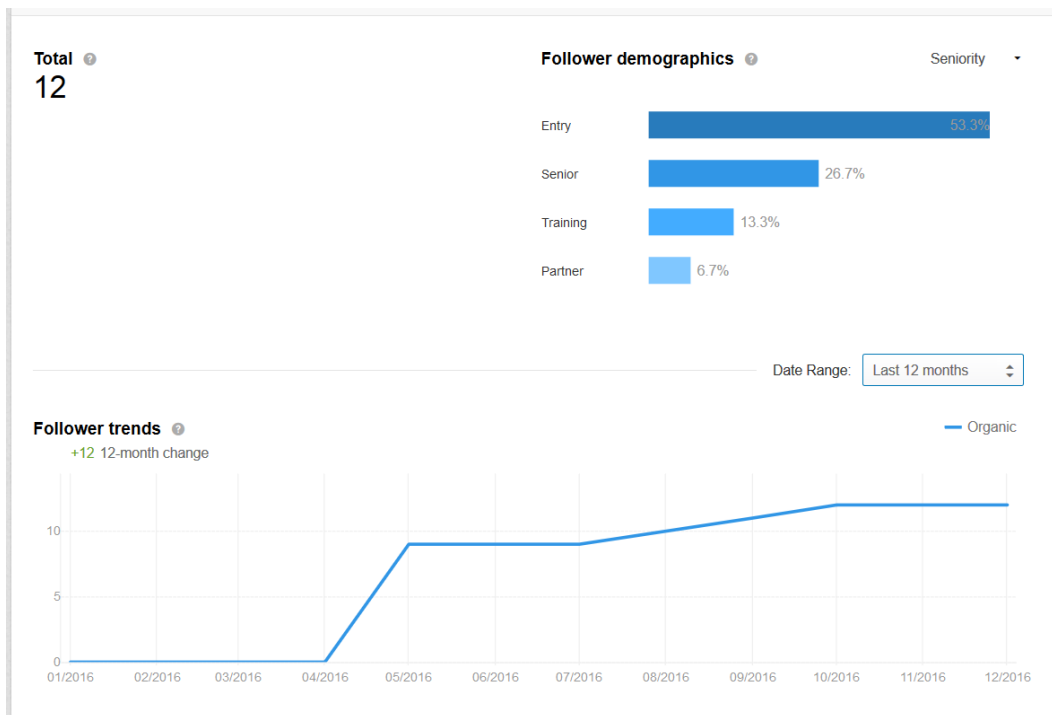 Total ?
12
Follower demographics ?
Seniority
Entry
53.3%
Senior
26.7%
Training
13.3%
Partner
6.7%
Date Range: Last 12 months
Follower trends ?
Organic
+12 12-month change
10
5
0
01/2016 02/2016 03/2016 04/2016 05/2016 06/2016 07/2016 08/2016 09/2016 10/2016 11/2016 12/2016